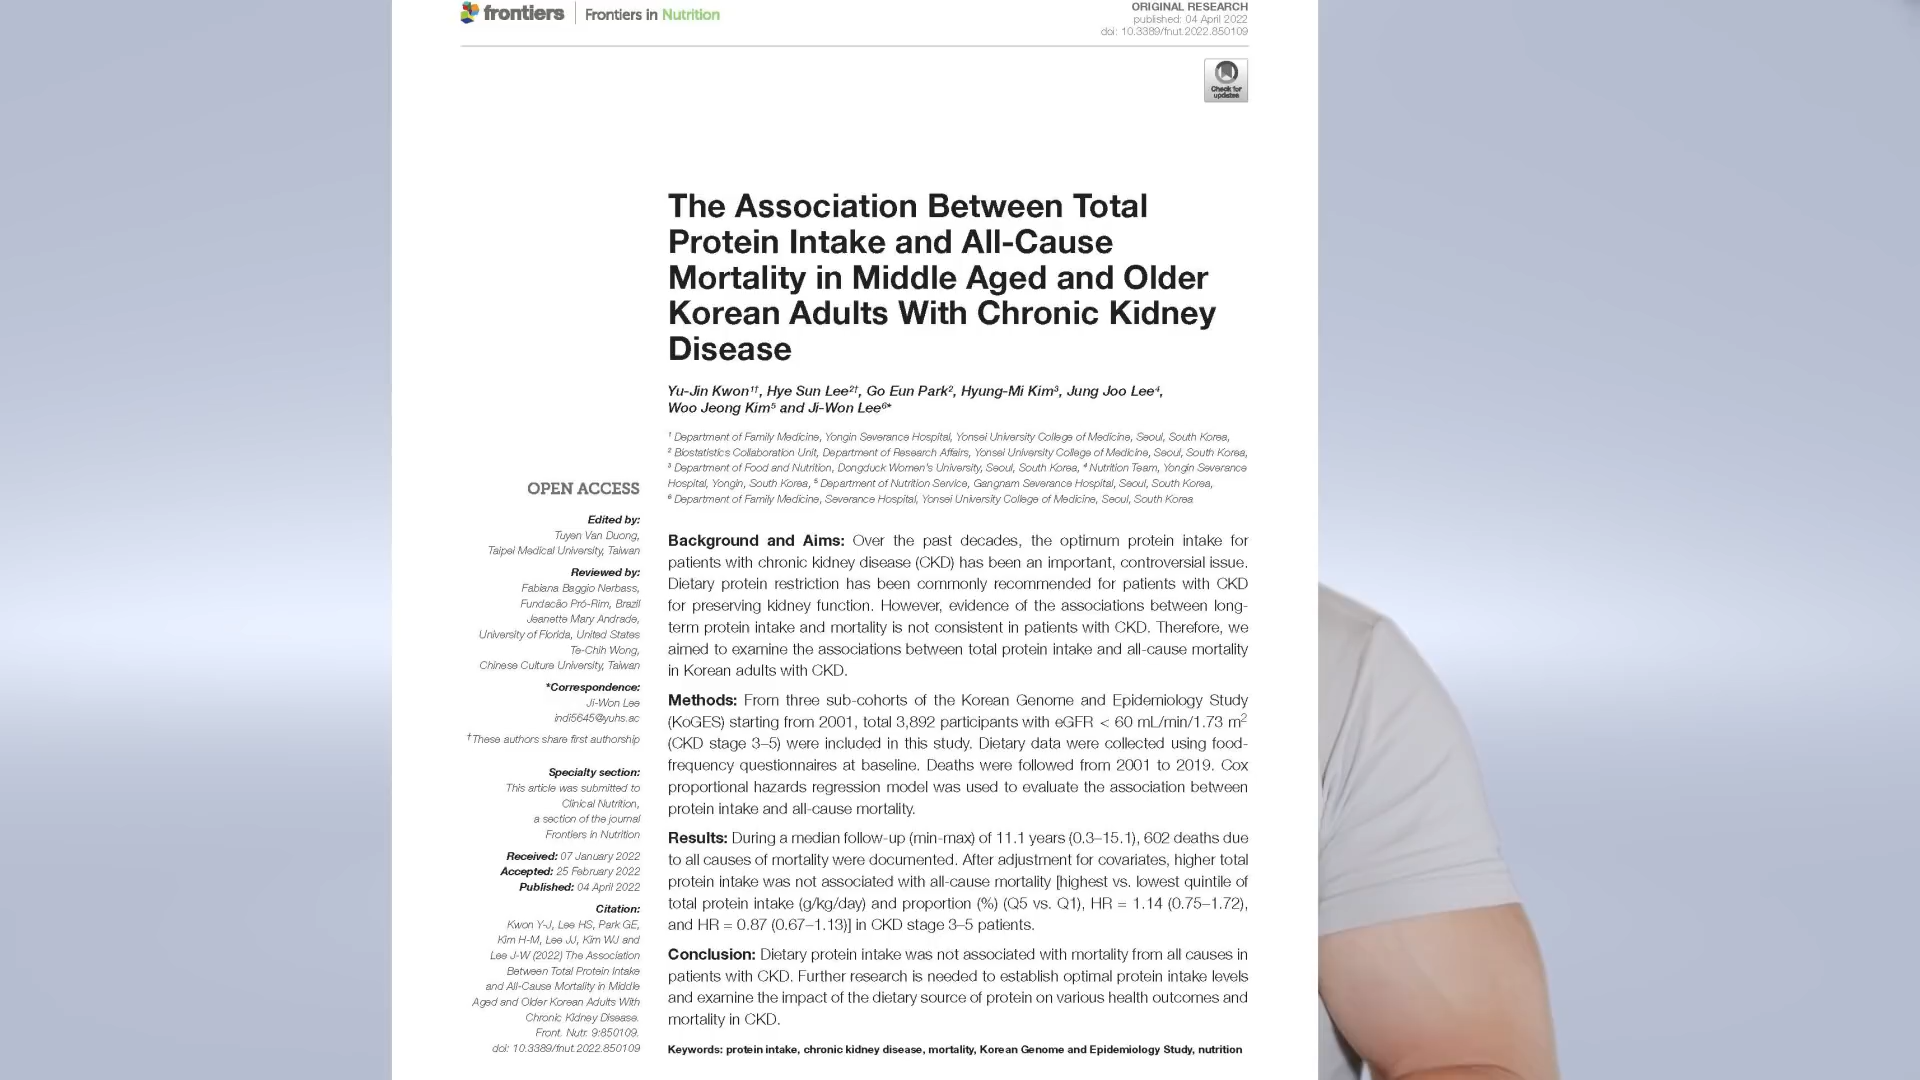 frontiers | Frontiers in Nutrition
ORIGINAL RESEARCH
published: 04 April 2022
doi: 10.3389/fnut.2022.850109
Check for
updates
The Association Between Total
Protein Intake and All-Cause
Mortality in Middle Aged and Older
Korean Adults With Chronic Kidney
Disease
Yu-Jin Kwon¹†, Hye Sun Lee²†, Go Eun Park², Hyung-Mi Kim³, Jung Joo Lee⁴,
Woo Jeong Kim⁵ and Ji-Won Lee⁶*
¹ Department of Family Medicine, Yongin Severance Hospital, Yonsei University College of Medicine, Seoul, South Korea,
² Biostatistics Collaboration Unit, Department of Research Affairs, Yonsei University College of Medicine, Seoul, South Korea,
³ Department of Food and Nutrition, Dongduck Women's University, Seoul, South Korea, ⁴ Nutrition Team, Yongin Severance
Hospital, Yongin, South Korea, ⁵ Department of Nutrition Service, Gangnam Severance Hospital, Seoul, South Korea,
⁶ Department of Family Medicine, Severance Hospital, Yonsei University College of Medicine, Seoul, South Korea
OPEN ACCESS
Edited by:
Tuyen Van Duong,
Taipei Medical University, Taiwan
Reviewed by:
Fabiana Baggio Nerbass,
Fundacão Pró-Rim, Brazil
Jeanette Mary Andrade,
University of Florida, United States
Te-Chih Wong,
Chinese Culture University, Taiwan
*Correspondence:
Ji-Won Lee
indi5645@yuhs.ac
†These authors share first authorship
Specialty section:
This article was submitted to
Clinical Nutrition,
a section of the journal
Frontiers in Nutrition
Received: 07 January 2022
Accepted: 25 February 2022
Published: 04 April 2022
Citation:
Kwon Y-J, Lee HS, Park GE,
Kim H-M, Lee JJ, Kim WJ and
Lee J-W (2022) The Association
Between Total Protein Intake
and All-Cause Mortality in Middle
Aged and Older Korean Adults With
Chronic Kidney Disease.
Front. Nutr. 9:850109.
doi: 10.3389/fnut.2022.850109
Background and Aims: Over the past decades, the optimum protein intake for
patients with chronic kidney disease (CKD) has been an important, controversial issue.
Dietary protein restriction has been commonly recommended for patients with CKD
for preserving kidney function. However, evidence of the associations between long-
term protein intake and mortality is not consistent in patients with CKD. Therefore, we
aimed to examine the associations between total protein intake and all-cause mortality
in Korean adults with CKD.
Methods: From three sub-cohorts of the Korean Genome and Epidemiology Study
(KoGES) starting from 2001, total 3,892 participants with eGFR < 60 mL/min/1.73 m²
(CKD stage 3–5) were included in this study. Dietary data were collected using food-
frequency questionnaires at baseline. Deaths were followed from 2001 to 2019. Cox
proportional hazards regression model was used to evaluate the association between
protein intake and all-cause mortality.
Results: During a median follow-up (min-max) of 11.1 years (0.3–15.1), 602 deaths due
to all causes of mortality were documented. After adjustment for covariates, higher total
protein intake was not associated with all-cause mortality [highest vs. lowest quintile of
total protein intake (g/kg/day) and proportion (%) (Q5 vs. Q1), HR = 1.14 (0.75–1.72),
and HR = 0.87 (0.67–1.13)] in CKD stage 3–5 patients.
Conclusion: Dietary protein intake was not associated with mortality from all causes in
patients with CKD. Further research is needed to establish optimal protein intake levels
and examine the impact of the dietary source of protein on various health outcomes and
mortality in CKD.
Keywords: protein intake, chronic kidney disease, mortality, Korean Genome and Epidemiology Study, nutrition